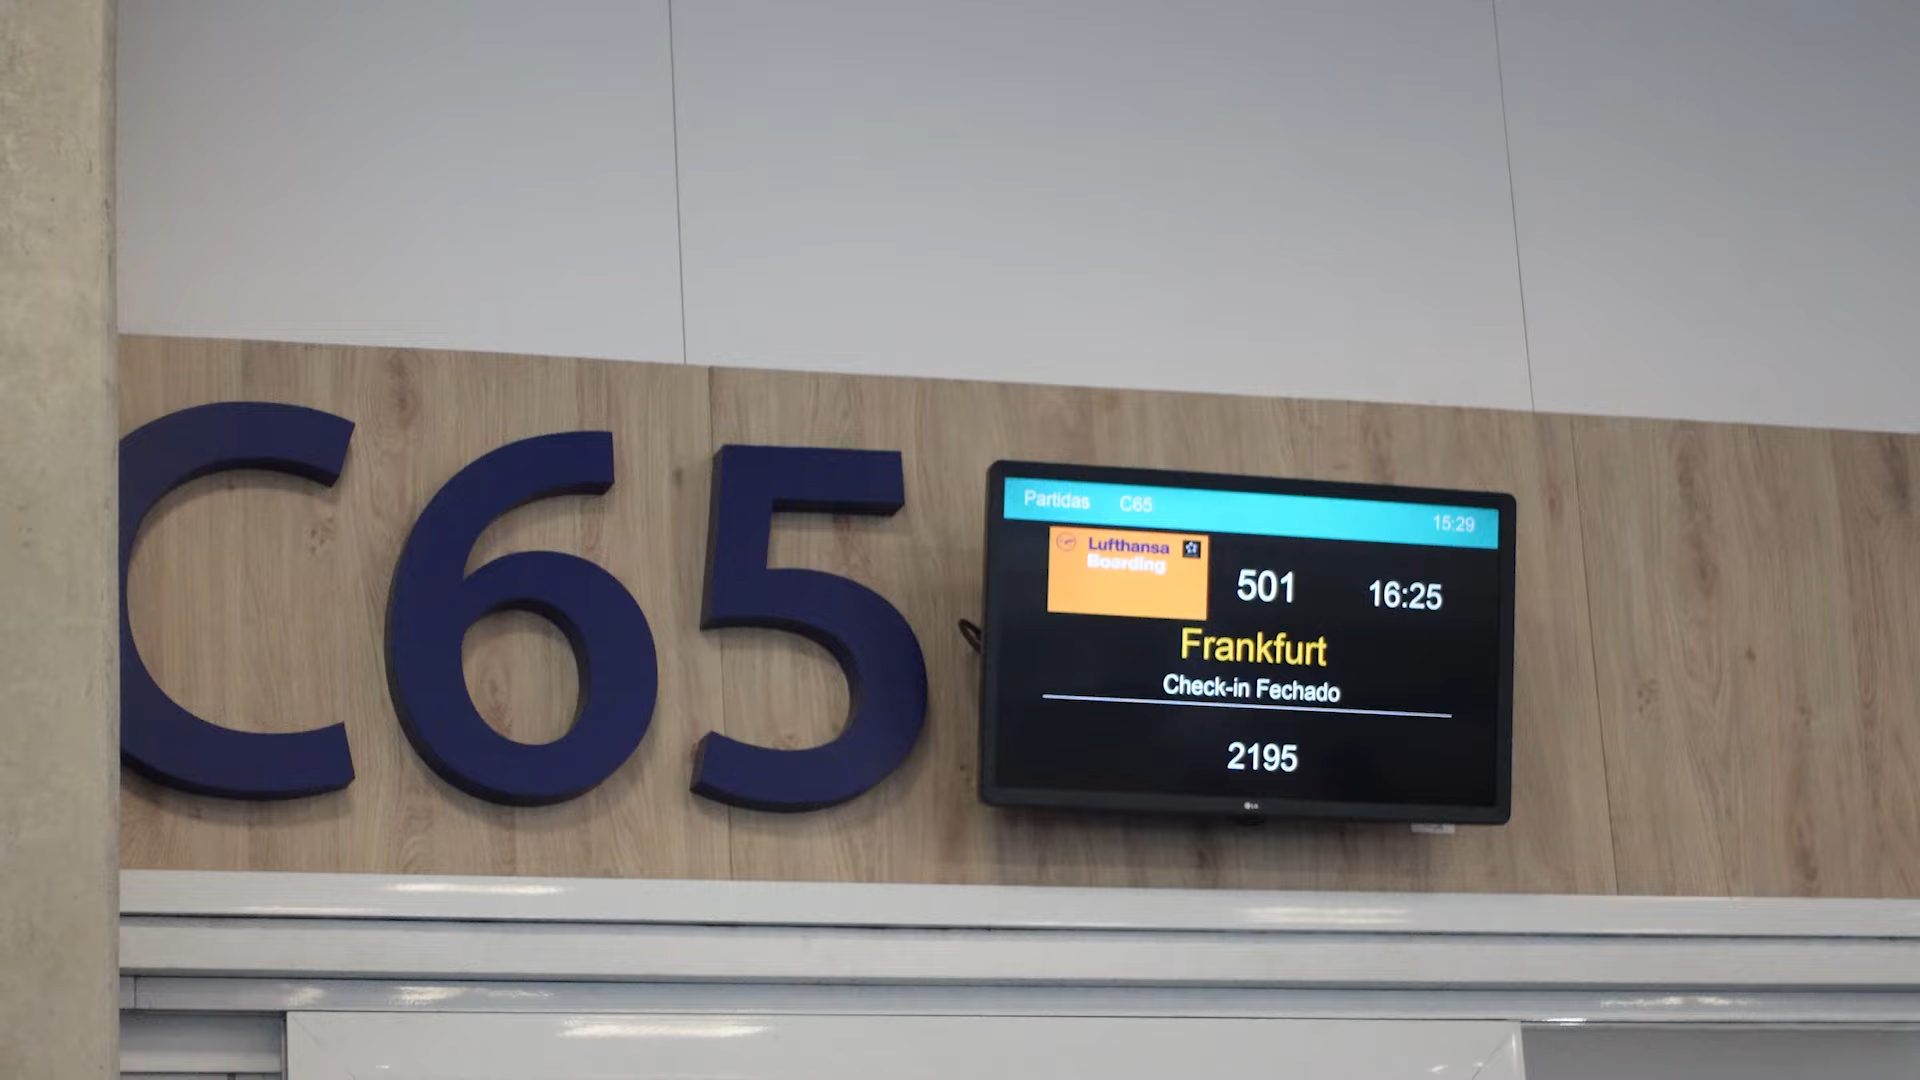 C65
Partidas C65 15:29
Lufthansa
Boarding
501 16:25
Frankfurt
Check-in Fechado
2195
LG